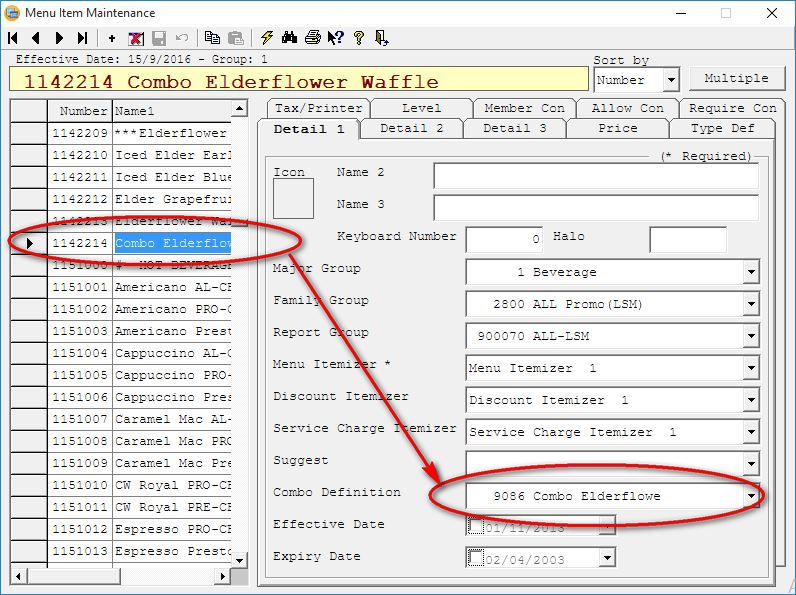 Menu Item Maintenance
Effective Date: 15/9/2016 - Group: 1
Sort by
1142214 Combo Elderflower Waffle
Number
Multiple
Number Name1
1142209 ***Elderflower
1142210 Iced Elder Earl
1142211 Iced Elder Blue
1142212 Elder Grapefrui
1142213 Elderflower Waf
1142214 Combo Elderflow
1151000 # HOT BEVERAGE
1151001 Americano AL-CE
1151002 Americano PRO-C
1151003 Americano Prest
1151004 Cappuccino AL-C
1151005 Cappuccino PRO-
1151006 Cappuccino Pres
1151007 Caramel Mac AL-
1151008 Caramel Mac PRO
1151009 Caramel Mac Pre
1151010 CW Royal PRO-CE
1151011 CW Royal PRE-CE
1151012 Espresso PRO-CE
1151013 Espresso Presto
Tax/Printer Level Member Con Allow Con Require Con
Detail 1 Detail 2 Detail 3 Price Type Def
(* Required)
Icon
Name 2
Name 3
Keyboard Number 0 Halo
Major Group 1 Beverage
Family Group 2800 ALL Promo(LSM)
Report Group 900070 ALL-LSM
Menu Itemizer * Menu Itemizer 1
Discount Itemizer Discount Itemizer 1
Service Charge Itemizer Service Charge Itemizer 1
Suggest
Combo Definition 9086 Combo Elderflowe
Effective Date 01/11/2013
Expiry Date 02/04/2003